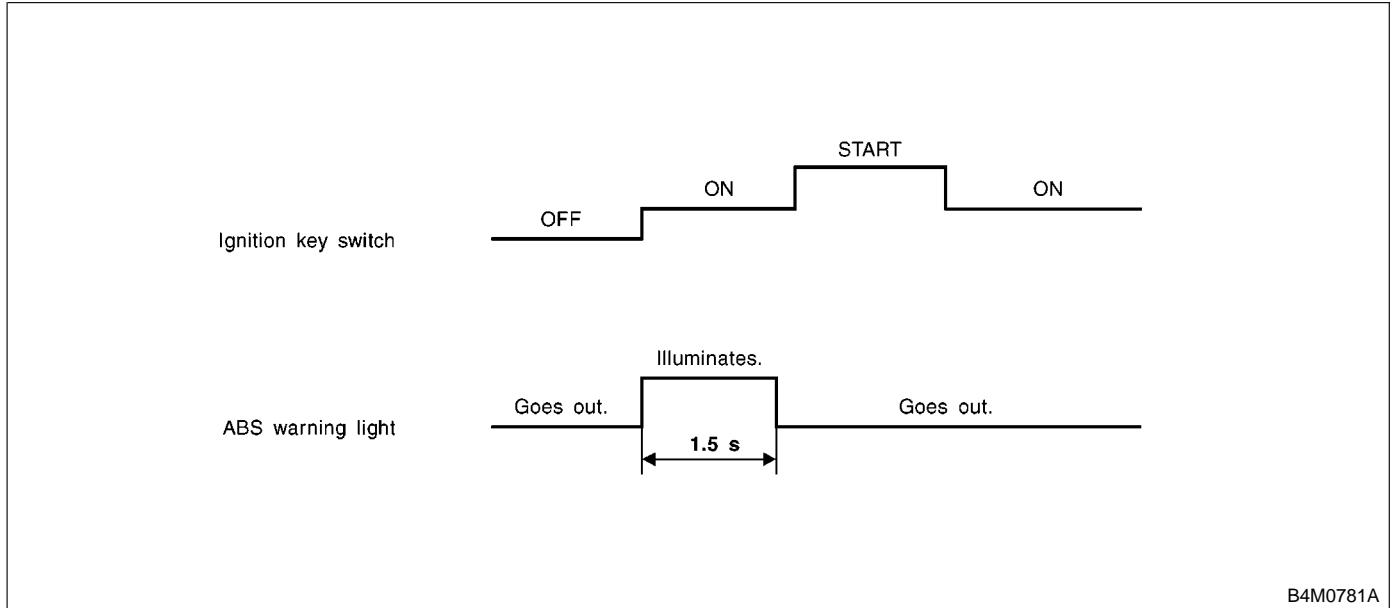 START
ON ON
OFF
Ignition key switch
Illuminates.
Goes out. Goes out.
ABS warning light
1.5 s
B4M0781A